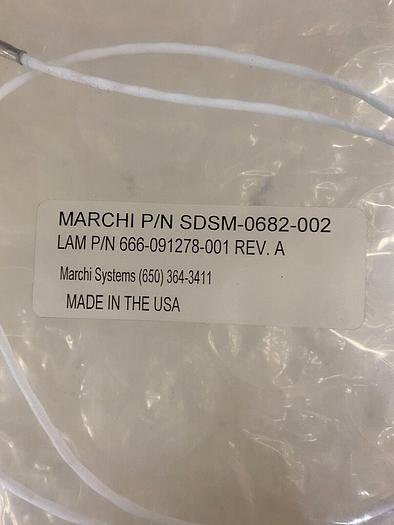 MARCHI P/N SDSM-0682-002
LAM P/N 666-091278-001 REV. A
Marchi Systems (650) 364-3411
MADE IN THE USA